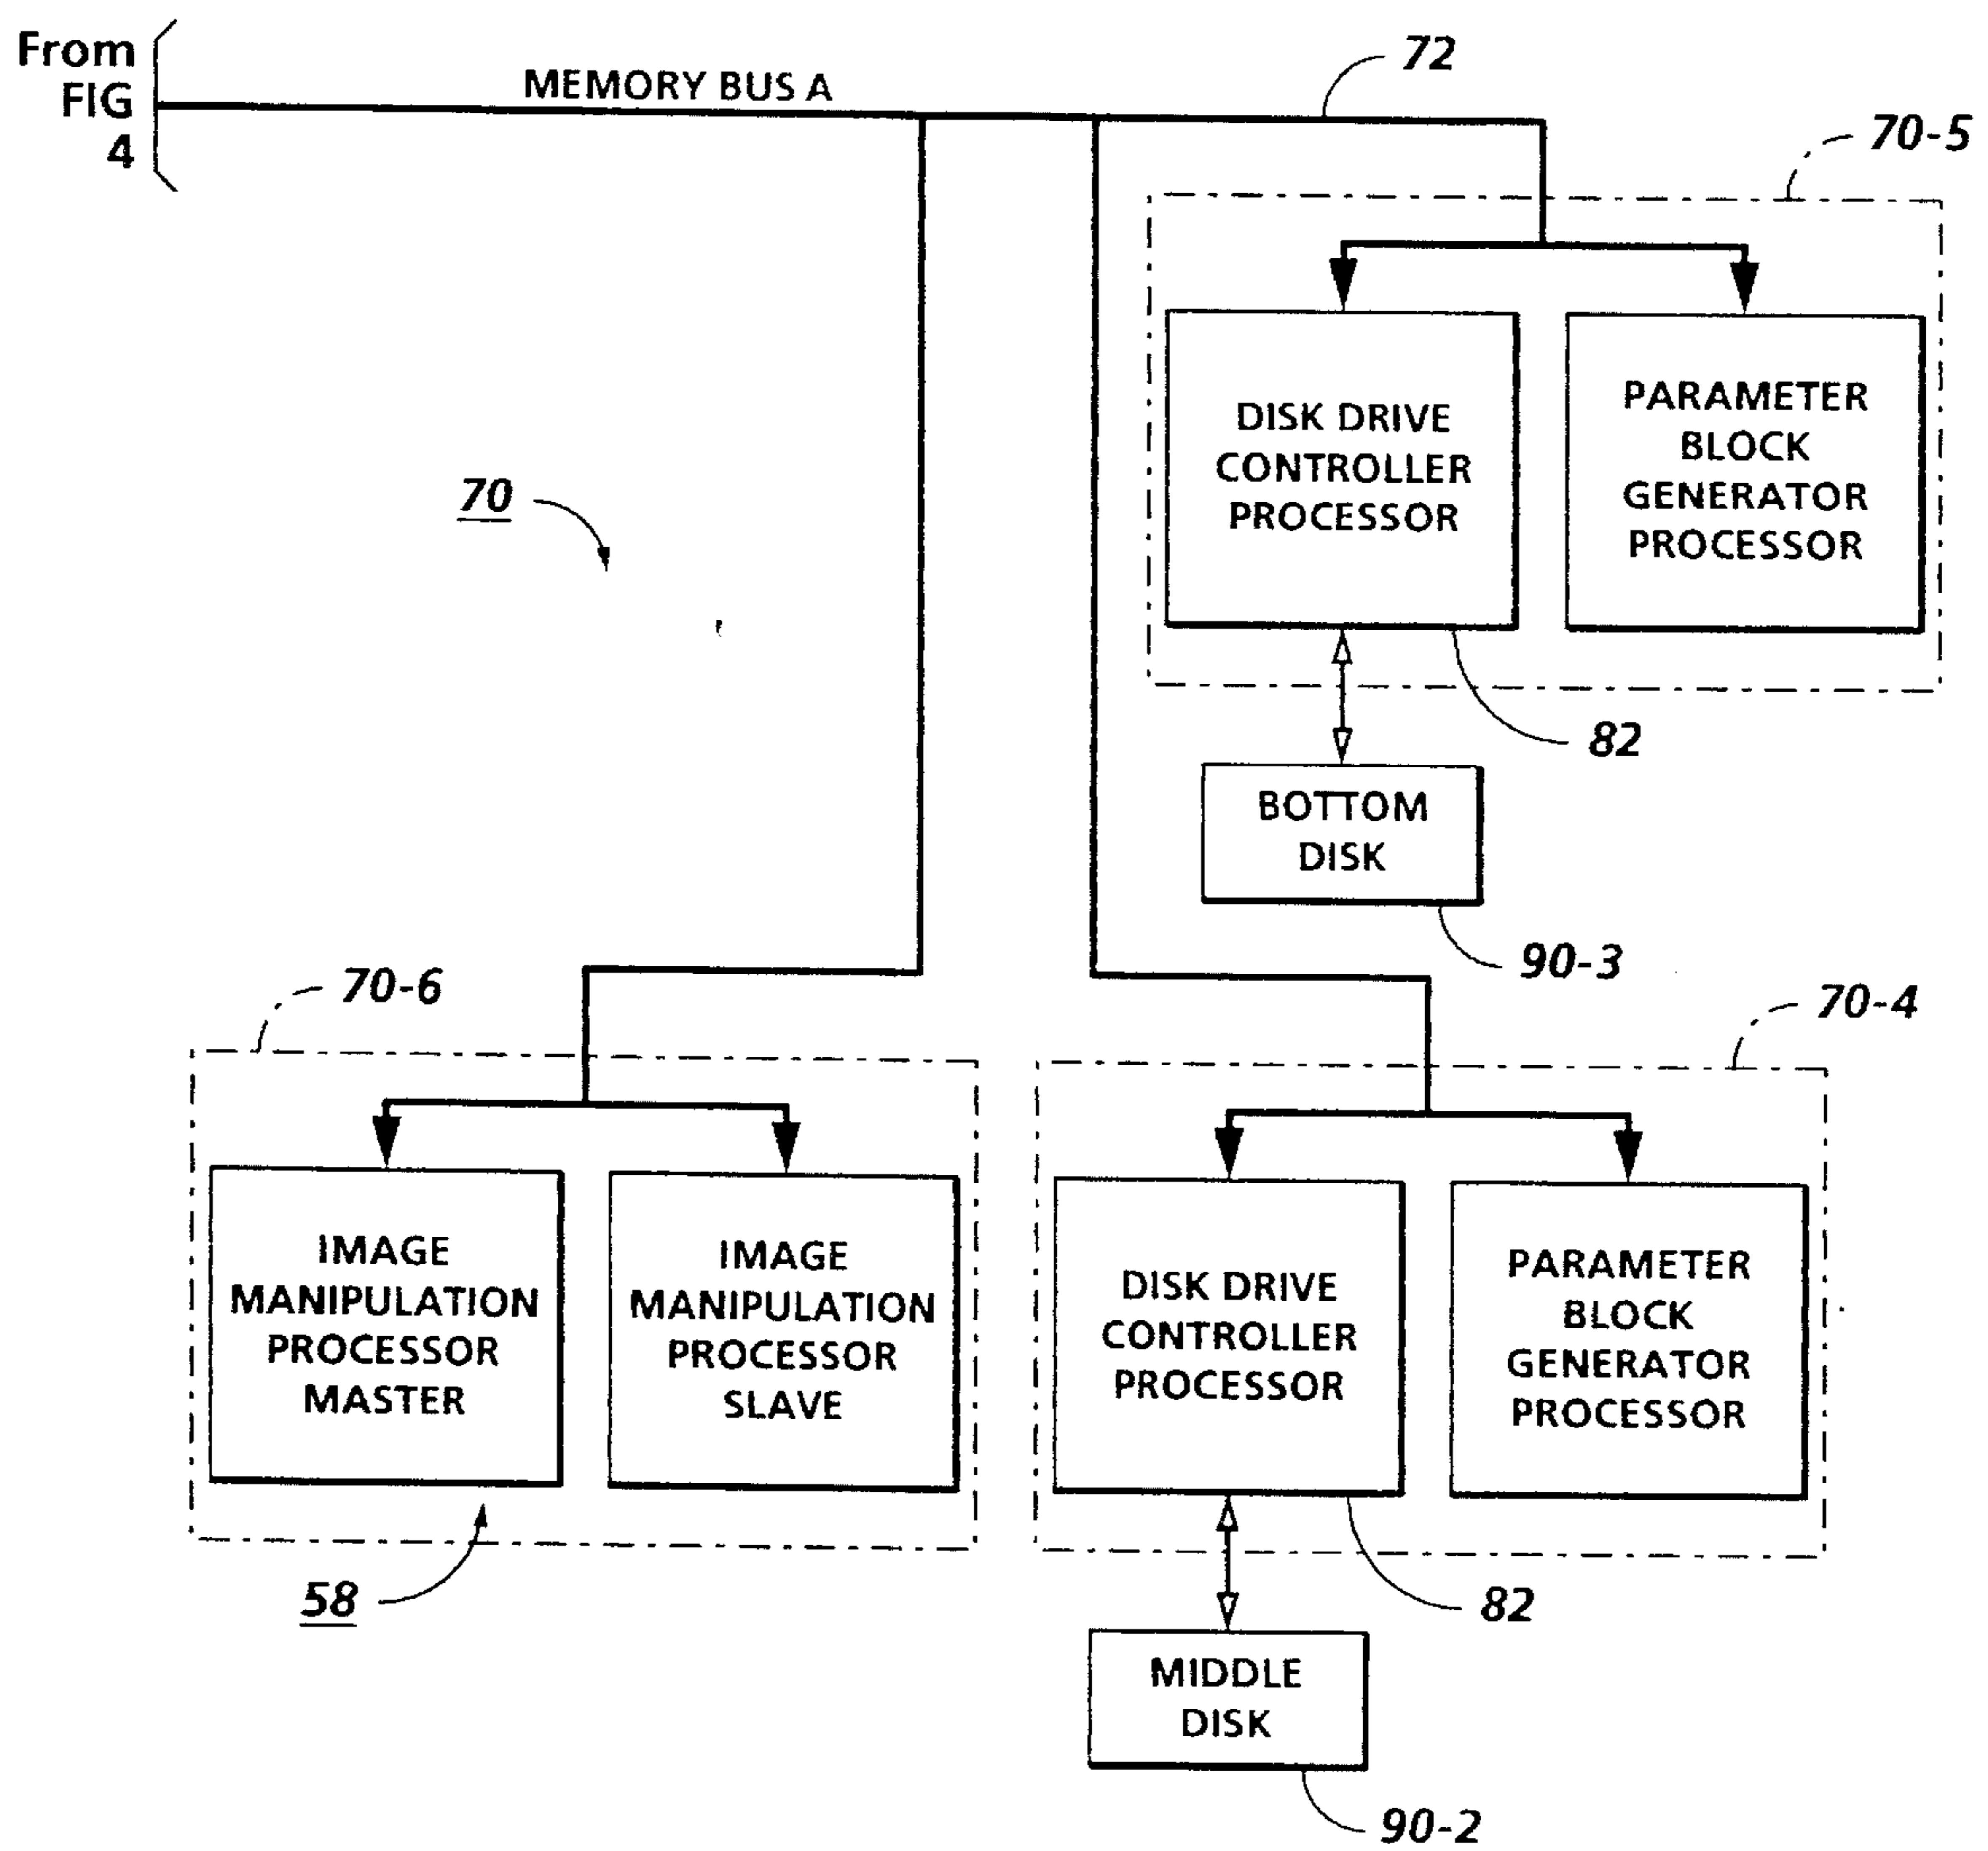 From
FIG
4
MEMORY BUS A
72
70-5
DISK DRIVE
CONTROLLER
PROCESSOR
PARAMETER
BLOCK
GENERATOR
PROCESSOR
70
82
BOTTOM
DISK
90-3
70-6
70-4
IMAGE
MANIPULATION
PROCESSOR
MASTER
IMAGE
MANIPULATION
PROCESSOR
SLAVE
DISK DRIVE
CONTROLLER
PROCESSOR
PARAMETER
BLOCK
GENERATOR
PROCESSOR
58
82
MIDDLE
DISK
90-2